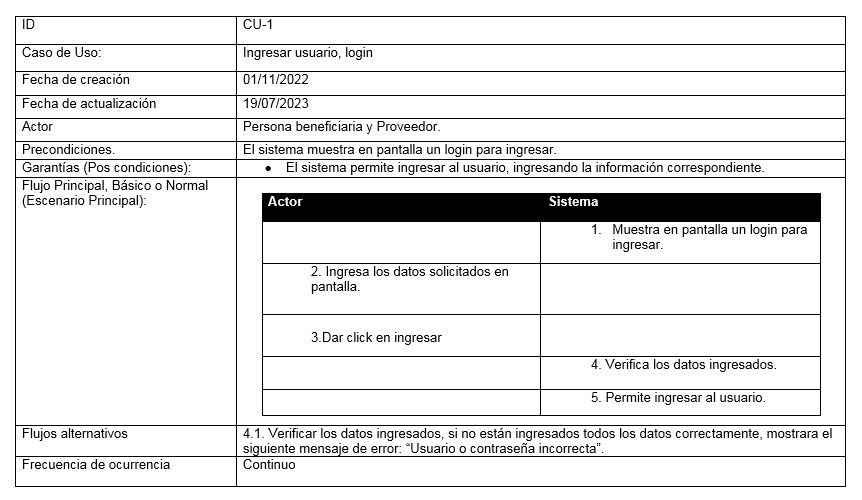 ID
CU-1
Caso de Uso:
Ingresar usuario, login
Fecha de creación
01/11/2022
Fecha de actualización
19/07/2023
Actor
Persona beneficiaria y Proveedor.
Precondiciones.
El sistema muestra en pantalla un login para ingresar.
Garantías (Pos condiciones):
• El sistema permite ingresar al usuario, ingresando la información correspondiente.
Flujo Principal, Básico o Normal
(Escenario Principal):
Actor
Sistema
1. Muestra en pantalla un login para
ingresar.
2. Ingresa los datos solicitados en
pantalla.
3.Dar click en ingresar
4. Verifica los datos ingresados.
5. Permite ingresar al usuario.
Flujos alternativos
4.1. Verificar los datos ingresados, si no están ingresados todos los datos correctamente, mostrara el
siguiente mensaje de error: “Usuario o contraseña incorrecta”.
Frecuencia de ocurrencia
Continuo